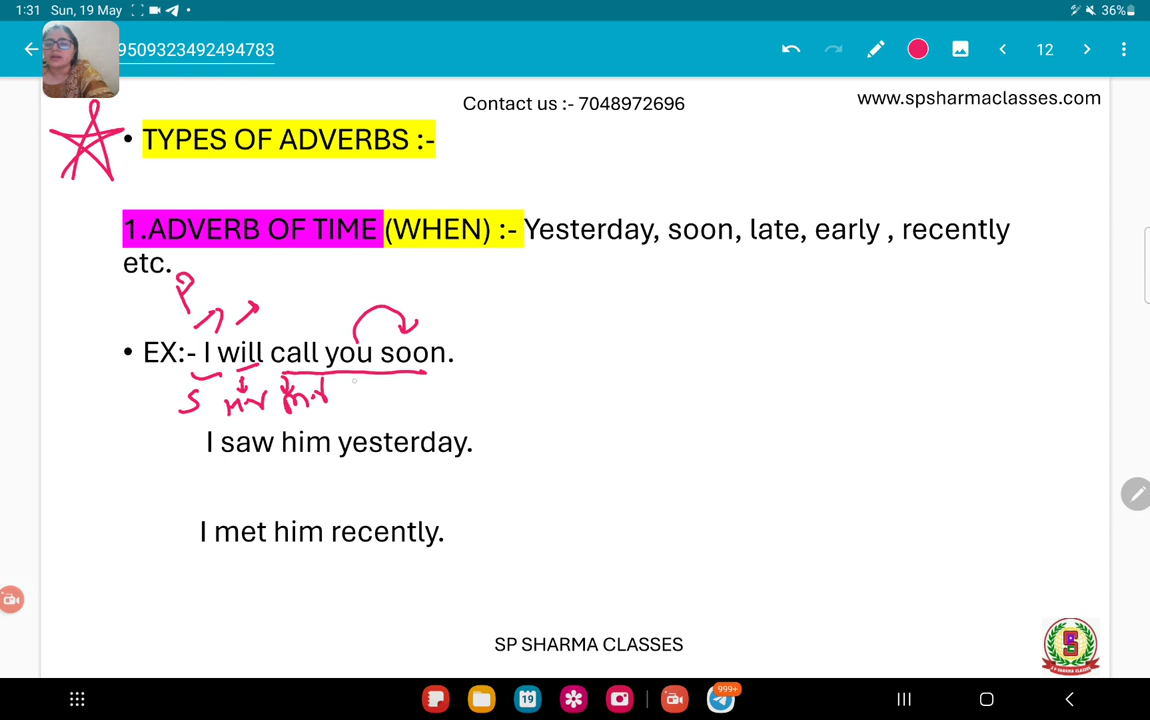 1:31 Sun, 19 May 36%
9509323492494783 12
Contact us :- 7048972696 www.spsharmaclasses.com
• TYPES OF ADVERBS :-
1.ADVERB OF TIME (WHEN) :- Yesterday, soon, late, early , recently
etc.
P
• EX:- I will call you soon.
S H.V M.V
I saw him yesterday.
I met him recently.
SP SHARMA CLASSES
S
19 999+